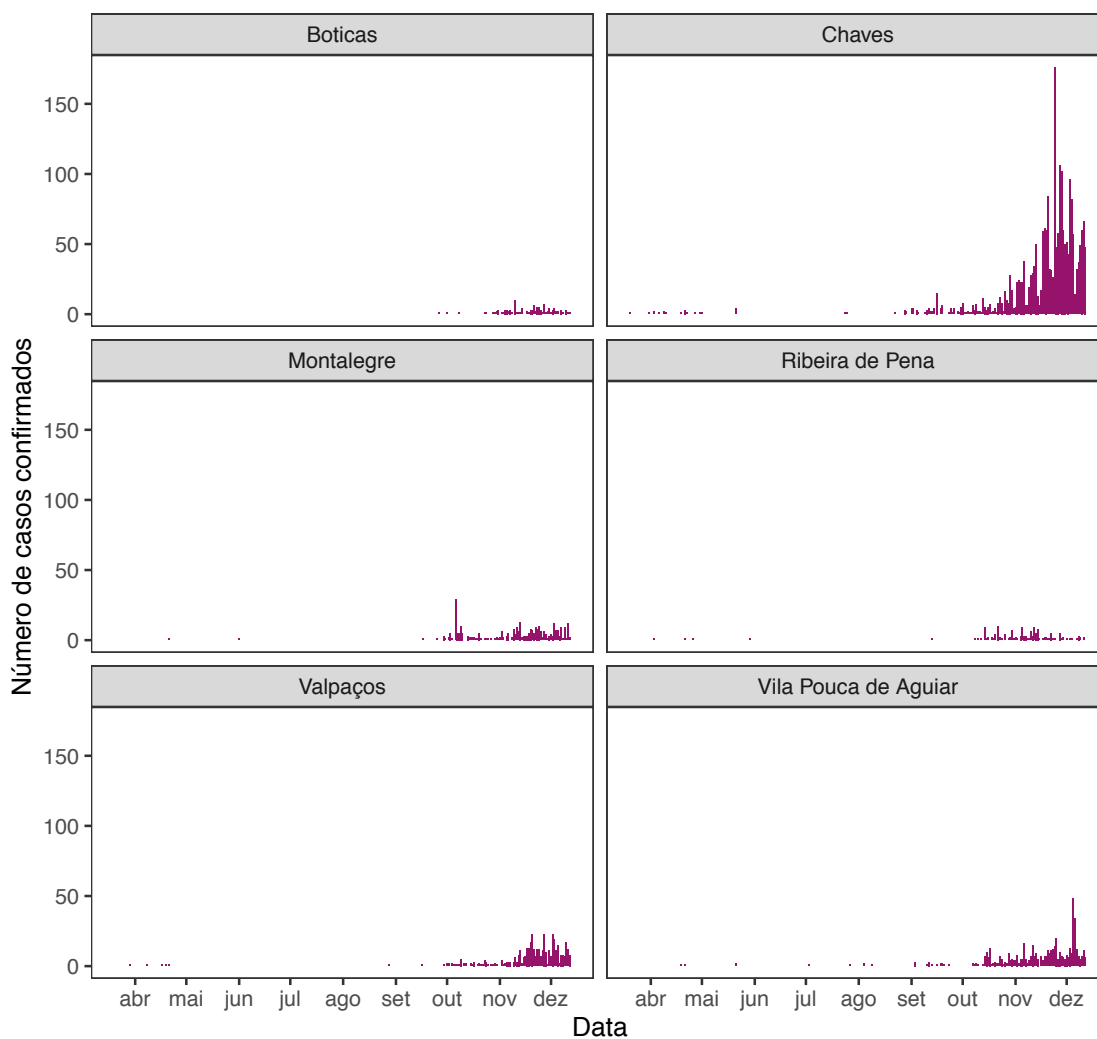 Boticas
Chaves
150
100
50
0
Montalegre
Ribeira de Pena
150
100
50
0
Número de casos confirmados
Valpaços
Vila Pouca de Aguiar
150
100
50
0
abr mai jun jul ago set out nov dez
abr mai jun jul ago set out nov dez
Data